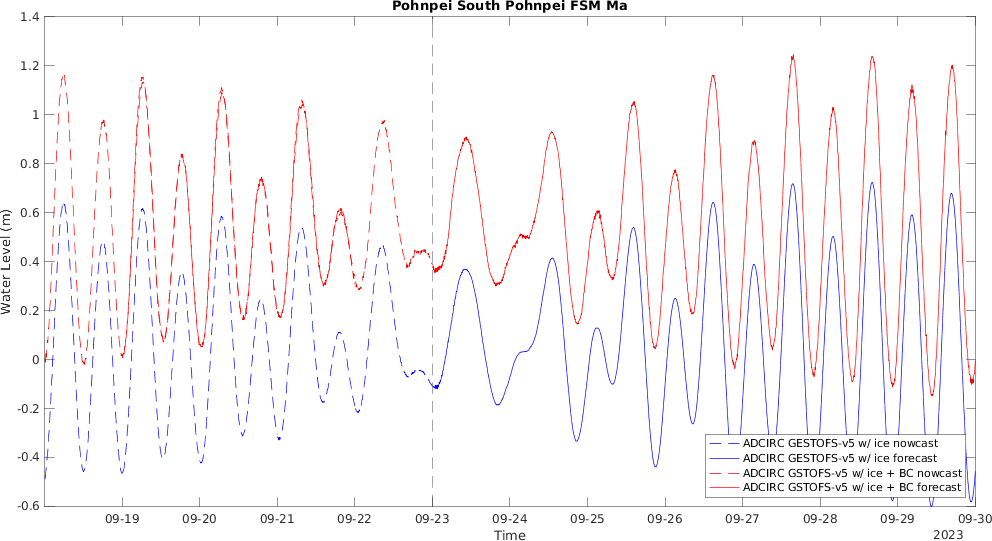 Pohnpei South Pohnpei FSM Ma
1.4
1.2
1
0.8
0.6
0.4
0.2
0
-0.2
-0.4
-0.6
Water Level (m)
ADCIRC GESTOFS-v5 w/ ice nowcast
ADCIRC GESTOFS-v5 w/ ice forecast
ADCIRC GSTOFS-v5 w/ ice + BC nowcast
ADCIRC GSTOFS-v5 w/ ice + BC forecast
09-19 09-20 09-21 09-22 09-23 09-24 09-25 09-26 09-27 09-28 09-29 09-30
Time
2023